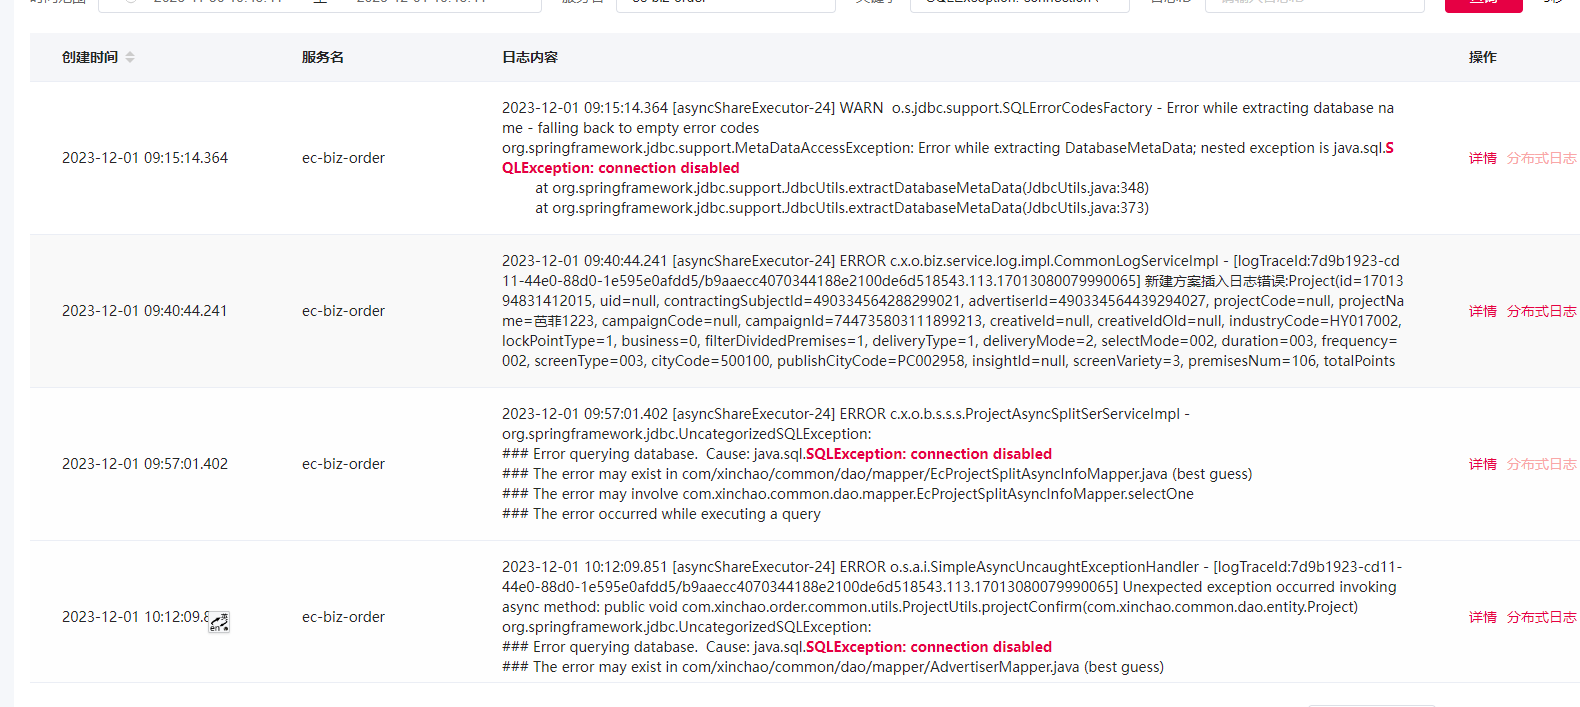 创建时间 服务名 日志内容 操作
2023-12-01 09:15:14.364 [asyncShareExecutor-24] WARN  o.s.jdbc.support.SQLErrorCodesFactory - Error while extracting database na
me - falling back to empty error codes
org.springframework.jdbc.support.MetaDataAccessException: Error while extracting DatabaseMetaData; nested exception is java.sql.S
2023-12-01 09:15:14.364 ec-biz-order QLException: connection disabled 详情 分布式日志
at org.springframework.jdbc.support.JdbcUtils.extractDatabaseMetaData(JdbcUtils.java:348)
at org.springframework.jdbc.support.JdbcUtils.extractDatabaseMetaData(JdbcUtils.java:373)
2023-12-01 09:40:44.241 [asyncShareExecutor-24] ERROR c.x.o.biz.service.log.impl.CommonLogServiceImpl - [logTraceId:7d9b1923-cd
11-44e0-88d0-1e595e0afdd5/b9aaecc4070344188e2100de6d518543.113.17013080079990065] 新建方案插入日志错误:Project(id=1701
394831412015, uid=null, contractingSubjectId=490334564288299021, advertiserId=490334564439294027, projectCode=null, projectNa
2023-12-01 09:40:44.241 ec-biz-order me=芭菲1223, campaignCode=null, campaignId=744735803111899213, creativeId=null, creativeIdOld=null, industryCode=HY017002, 详情 分布式日志
lockPointType=1, business=0, filterDividedPremises=1, deliveryType=1, deliveryMode=2, selectMode=002, duration=003, frequency=
002, screenType=003, cityCode=500100, publishCityCode=PC002958, insightId=null, screenVariety=3, premisesNum=106, totalPoints
2023-12-01 09:57:01.402 [asyncShareExecutor-24] ERROR c.x.o.b.s.s.s.ProjectAsyncSplitSerServiceImpl -
org.springframework.jdbc.UncategorizedSQLException:
### Error querying database.  Cause: java.sql.SQLException: connection disabled
2023-12-01 09:57:01.402 ec-biz-order ### The error may exist in com/xinchao/common/dao/mapper/EcProjectSplitAsyncInfoMapper.java (best guess) 详情 分布式日志
### The error may involve com.xinchao.common.dao.mapper.EcProjectSplitAsyncInfoMapper.selectOne
### The error occurred while executing a query
2023-12-01 10:12:09.851 [asyncShareExecutor-24] ERROR o.s.a.i.SimpleAsyncUncaughtExceptionHandler - [logTraceId:7d9b1923-cd11-
44e0-88d0-1e595e0afdd5/b9aaecc4070344188e2100de6d518543.113.17013080079990065] Unexpected exception occurred invoking
async method: public void com.xinchao.order.common.utils.ProjectUtils.projectConfirm(com.xinchao.common.dao.entity.Project)
2023-12-01 10:12:09.8 ec-biz-order org.springframework.jdbc.UncategorizedSQLException: 详情 分布式日志
### Error querying database.  Cause: java.sql.SQLException: connection disabled
### The error may exist in com/xinchao/common/dao/mapper/AdvertiserMapper.java (best guess)